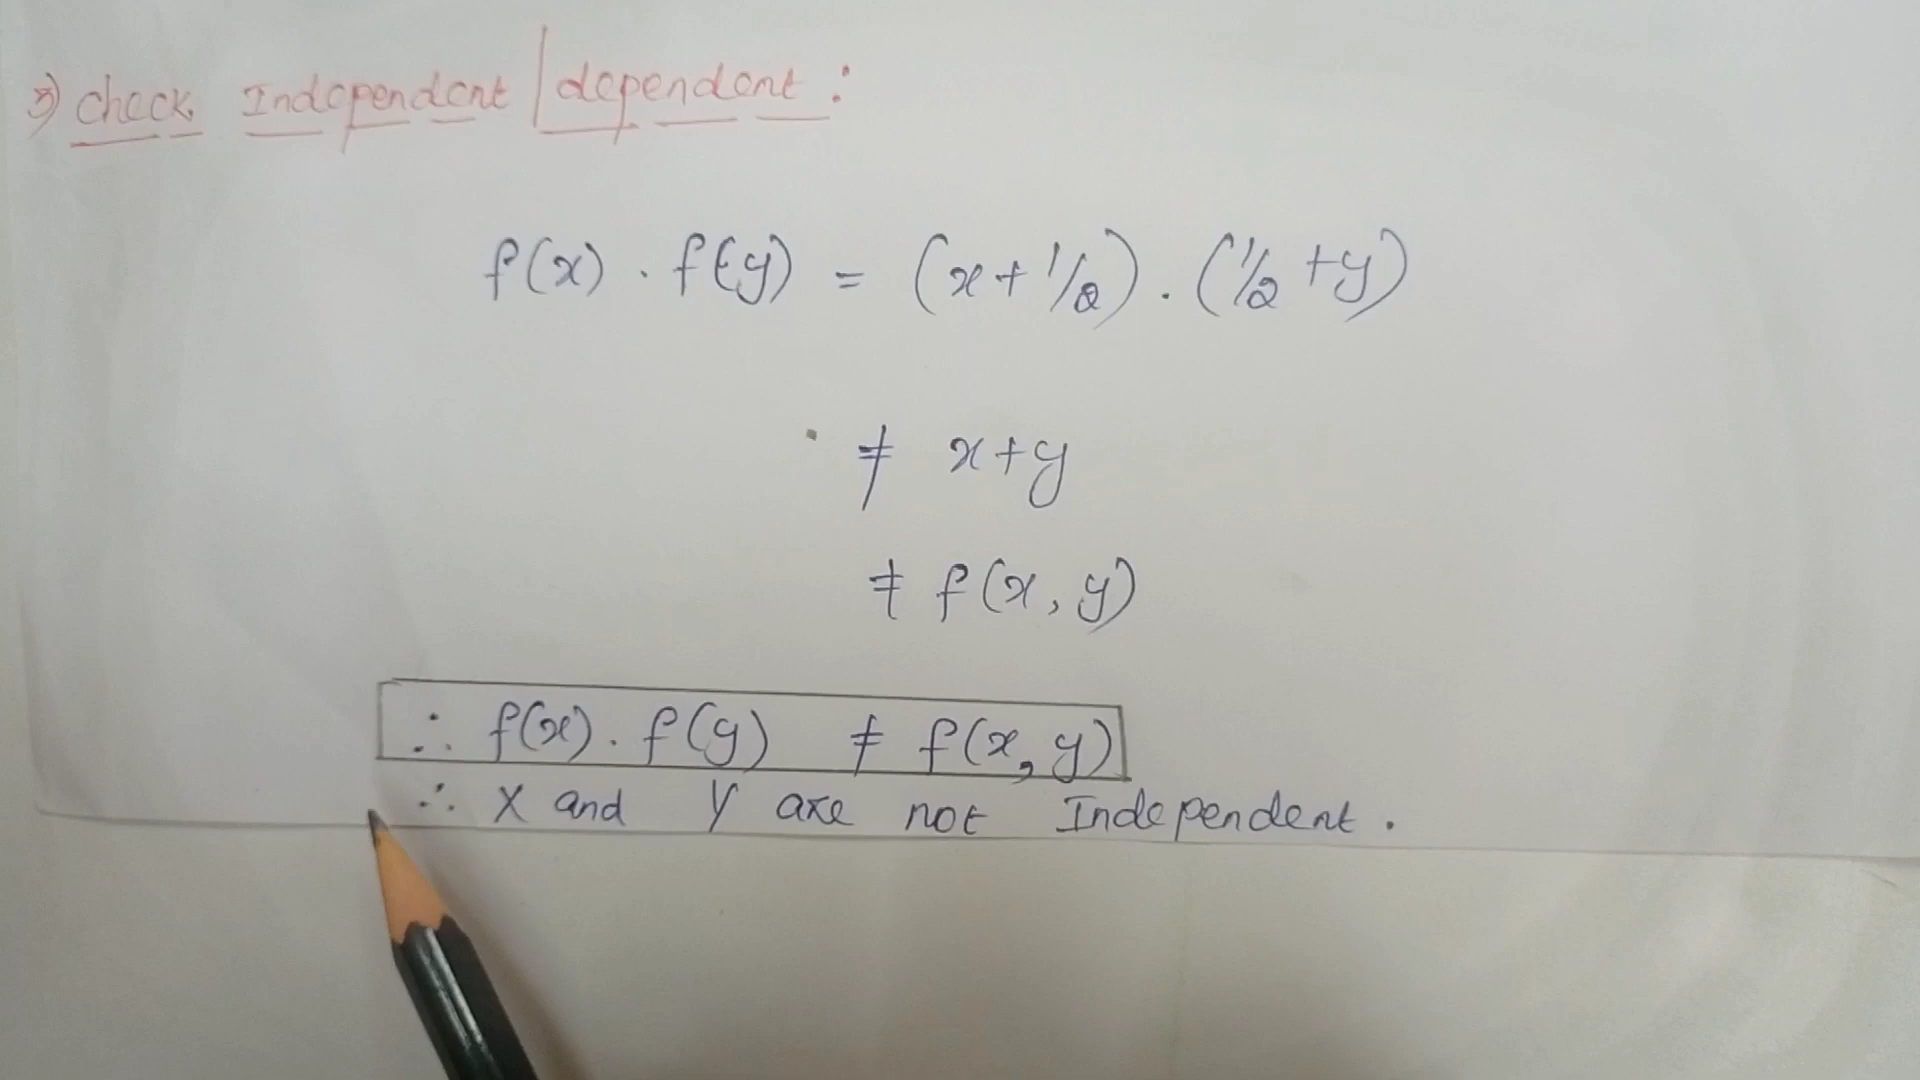 3) Check Independent / dependent :
f(x) . f(y) = (x + 1/2) . (1/2 + y)
≠ x+y
≠ f(x, y)
∴ f(x) . f(y) ≠ f(x, y)
∴ X and Y are not Independent .